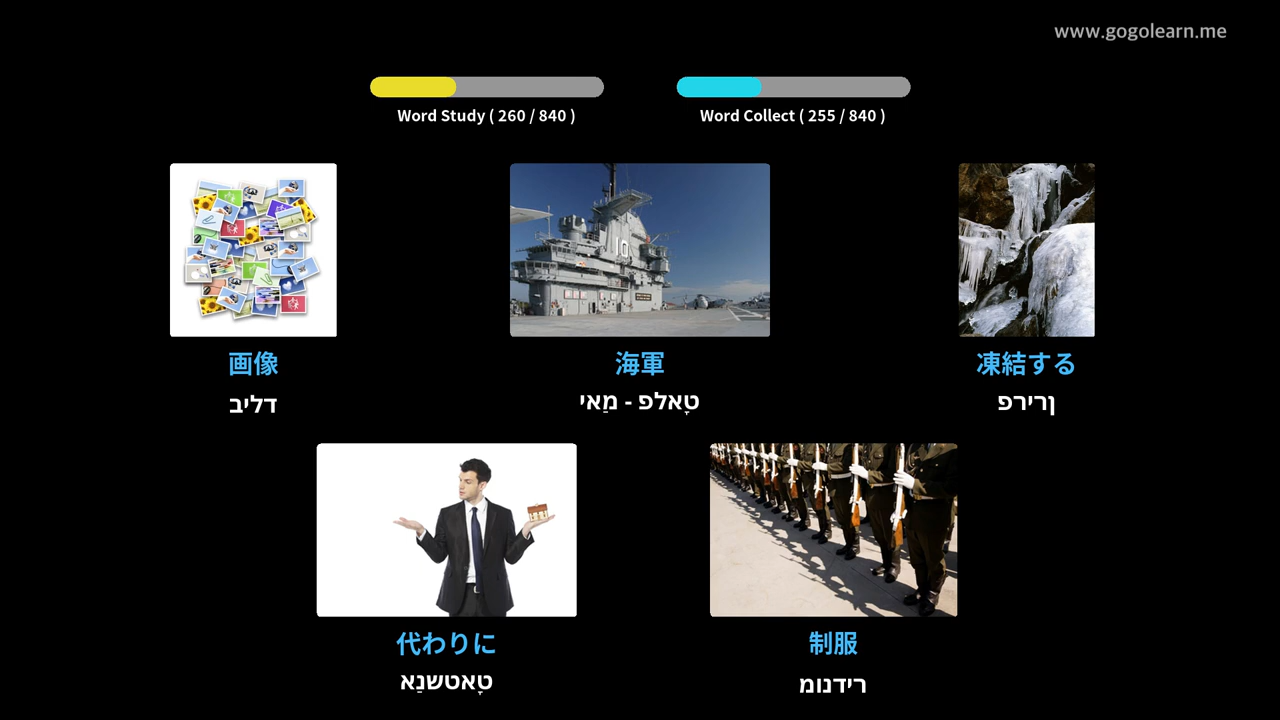 www.gogolearn.me
Word Study ( 260 / 840 )
Word Collect ( 255 / 840 )
画像
海軍
凍結する
דליב
טָאלפ - מַאי
ןרירפ
代わりに
制服
טָאטשנַא
רידנומ